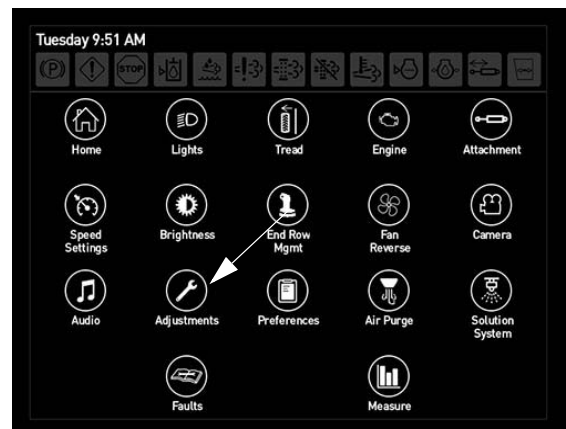 Tuesday 9:51 AM
(P) STOP
Home Lights Tread Engine Attachment
Speed Brightness End Row Fan Camera
Settings Mgmt Reverse
Audio Adjustments Preferences Air Purge Solution
System
Faults Measure